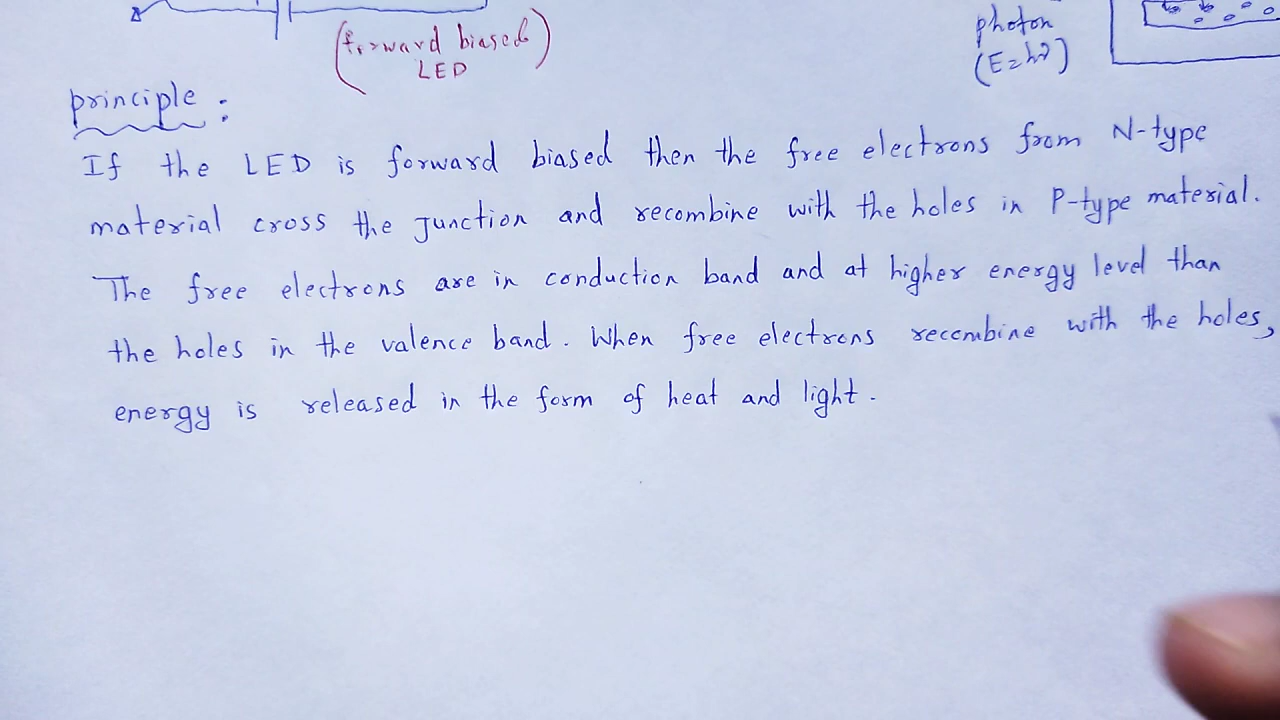 (forward biased)
LED
photon
(E=hν)
principle :
If the LED is forward biased then the free electrons from N-type
material cross the Junction and recombine with the holes in P-type material.
The free electrons are in conduction band and at higher energy level than
the holes in the valence band. When free electrons recombine with the holes,
energy is released in the form of heat and light.